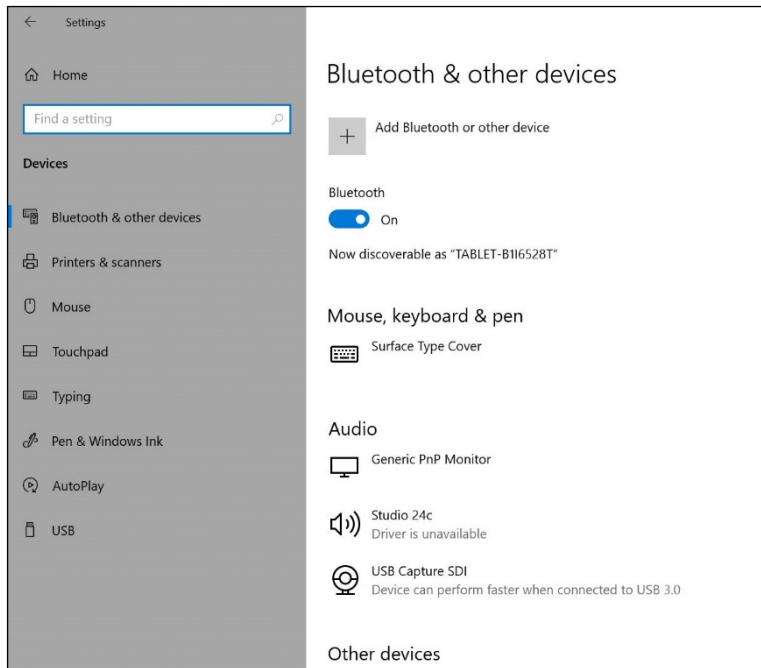 Settings
Home
Find a setting
Devices
Bluetooth & other devices
Printers & scanners
Mouse
Touchpad
Typing
Pen & Windows Ink
AutoPlay
USB
Bluetooth & other devices
Add Bluetooth or other device
Bluetooth
On
Now discoverable as "TABLET-B1I6528T"
Mouse, keyboard & pen
Surface Type Cover
Audio
Generic PnP Monitor
Studio 24c
Driver is unavailable
USB Capture SDI
Device can perform faster when connected to USB 3.0
Other devices